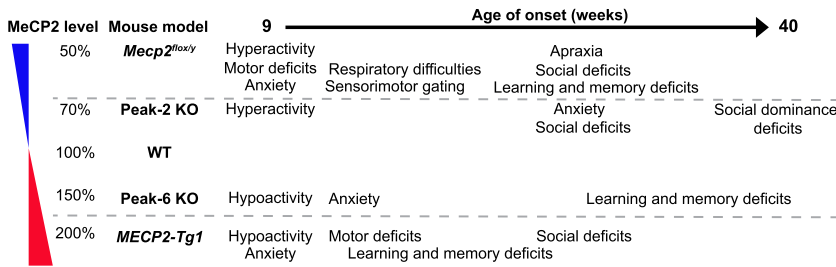 MeCP2 level Mouse model 9 Age of onset (weeks) 40
50% Mecp2flox/y Hyperactivity Apraxia
Motor deficits Respiratory difficulties Social deficits
Anxiety Sensorimotor gating Learning and memory deficits
70% Peak-2 KO Hyperactivity Anxiety Social dominance
Social deficits deficits
100% WT
150% Peak-6 KO Hypoactivity Anxiety Learning and memory deficits
200% MECP2-Tg1 Hypoactivity Motor deficits Social deficits
Anxiety Learning and memory deficits